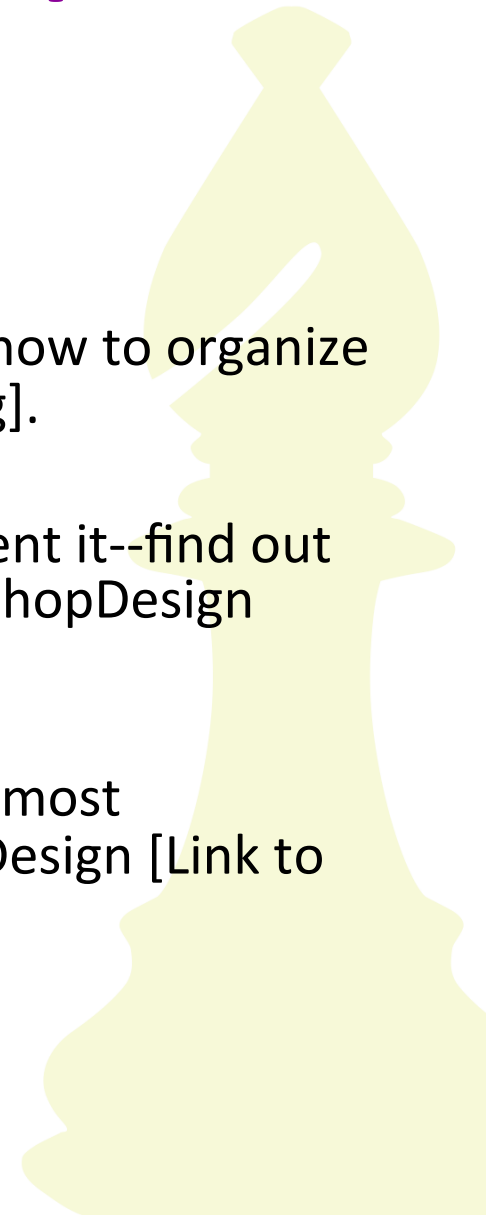 how to organize
g].
ent it--find out
hopDesign
most
Design [Link to